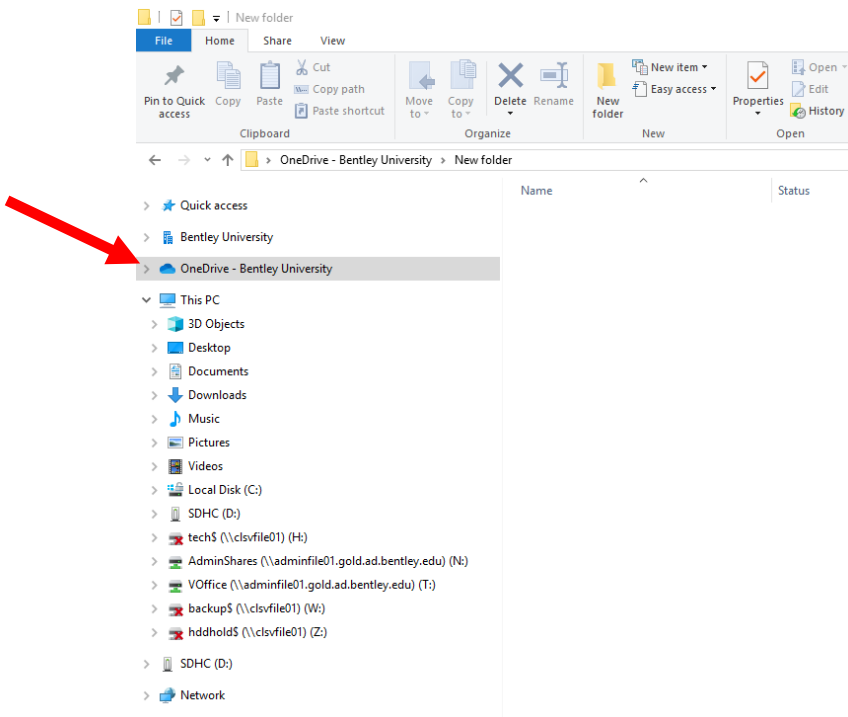 New folder
File Home Share View
Pin to Quick access
Copy
Paste
Cut
Copy path
Paste shortcut
Clipboard
Move to
Copy to
Delete
Rename
Organize
New folder
New item
Easy access
New
Properties
Open
Edit
History
Open
OneDrive - Bentley University > New folder
Name Status
Quick access
Bentley University
OneDrive - Bentley University
This PC
3D Objects
Desktop
Documents
Downloads
Music
Pictures
Videos
Local Disk (C:)
SDHC (D:)
tech$ (\\clsvfile01) (H:)
AdminShares (\\adminfile01.gold.ad.bentley.edu) (N:)
VOffice (\\adminfile01.gold.ad.bentley.edu) (T:)
backup$ (\\clsvfile01) (W:)
hddhold$ (\\clsvfile01) (Z:)
SDHC (D:)
Network